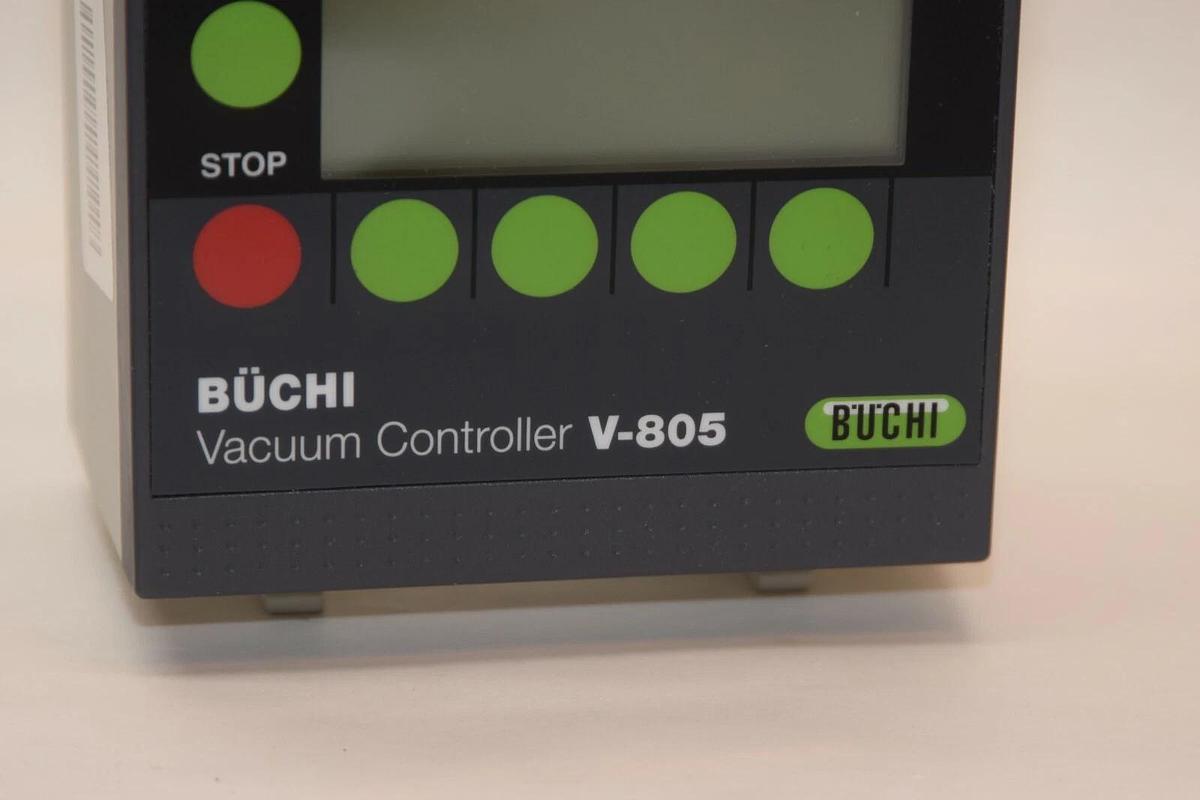 STOP
BÜCHI
Vacuum Controller V-805
BÜCHI